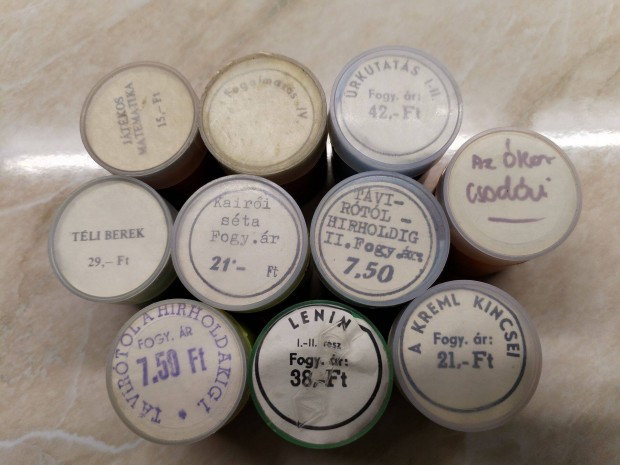 JÁTÉKOS
MATEMATIKA
15,- Ft
Fogalmazás IV.
ŰRKUTATÁS I-II.
Fogy. ár:
42,-Ft
Az Ókor
csodái
TÉLI BEREK
29,- Ft
Kairói
séta
Fogy.ár
21·- Ft
TÁVI-
RÓTÓL -
HIRHOLDIG
II.Fogy.ár:
7,50
TÁVIRÓTÓL A HIRHOLDAKIG I.
FOGY. ÁR
7.50 Ft
LENIN
I.-II. rész
Fogy. ár:
38,-Ft
A KREML KINCSEI
Fogy. ár:
21,-Ft